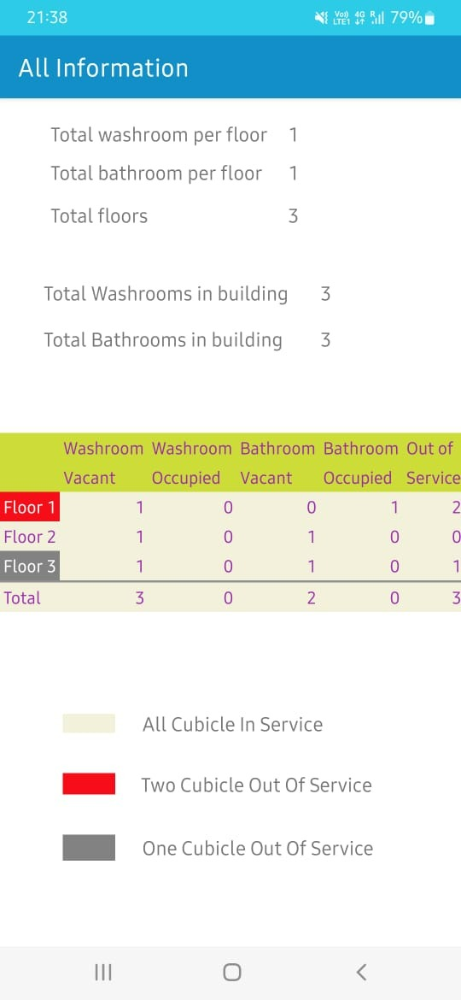 21:38 Vo)) LTE1 4G R 79%
All Information
Total washroom per floor 1
Total bathroom per floor 1
Total floors 3
Total Washrooms in building 3
Total Bathrooms in building 3
Washroom Washroom Bathroom Bathroom Out of
Vacant Occupied Vacant Occupied Service
Floor 1 1 0 0 1 2
Floor 2 1 0 1 0 0
Floor 3 1 0 1 0 1
Total 3 0 2 0 3
All Cubicle In Service
Two Cubicle Out Of Service
One Cubicle Out Of Service